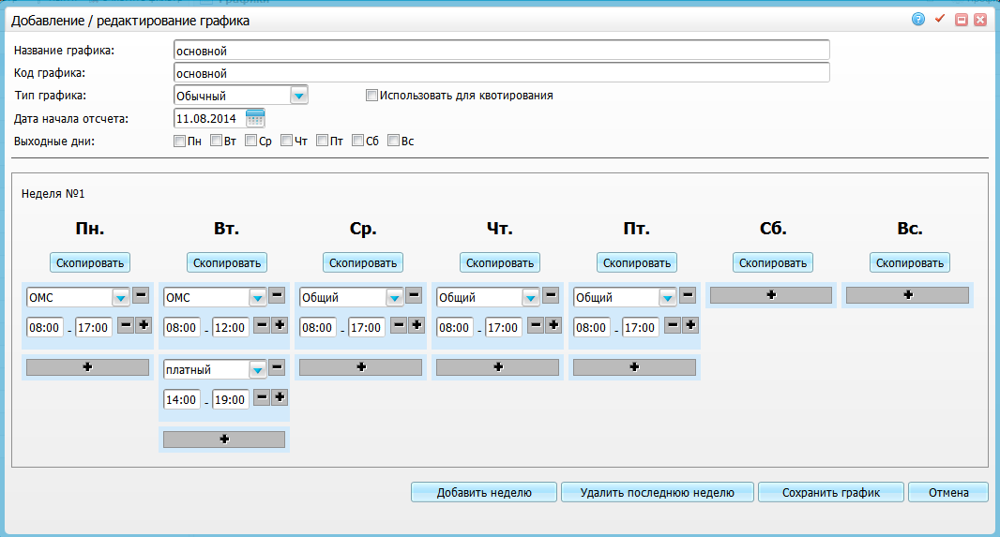 Добавление / редактирование графика
Название графика: основной
Код графика: основной
Тип графика: Обычный Использовать для квотирования
Дата начала отсчета: 11.08.2014
Выходные дни: Пн Вт Ср Чт Пт Сб Вс
Неделя №1
Пн. Вт. Ср. Чт. Пт. Сб. Вс.
Скопировать Скопировать Скопировать Скопировать Скопировать Скопировать Скопировать
ОМС ОМС Общий Общий Общий
08:00 - 17:00 08:00 - 12:00 08:00 - 17:00 08:00 - 17:00 08:00 - 17:00
платный
14:00 - 19:00
Добавить неделю Удалить последнюю неделю Сохранить график Отмена